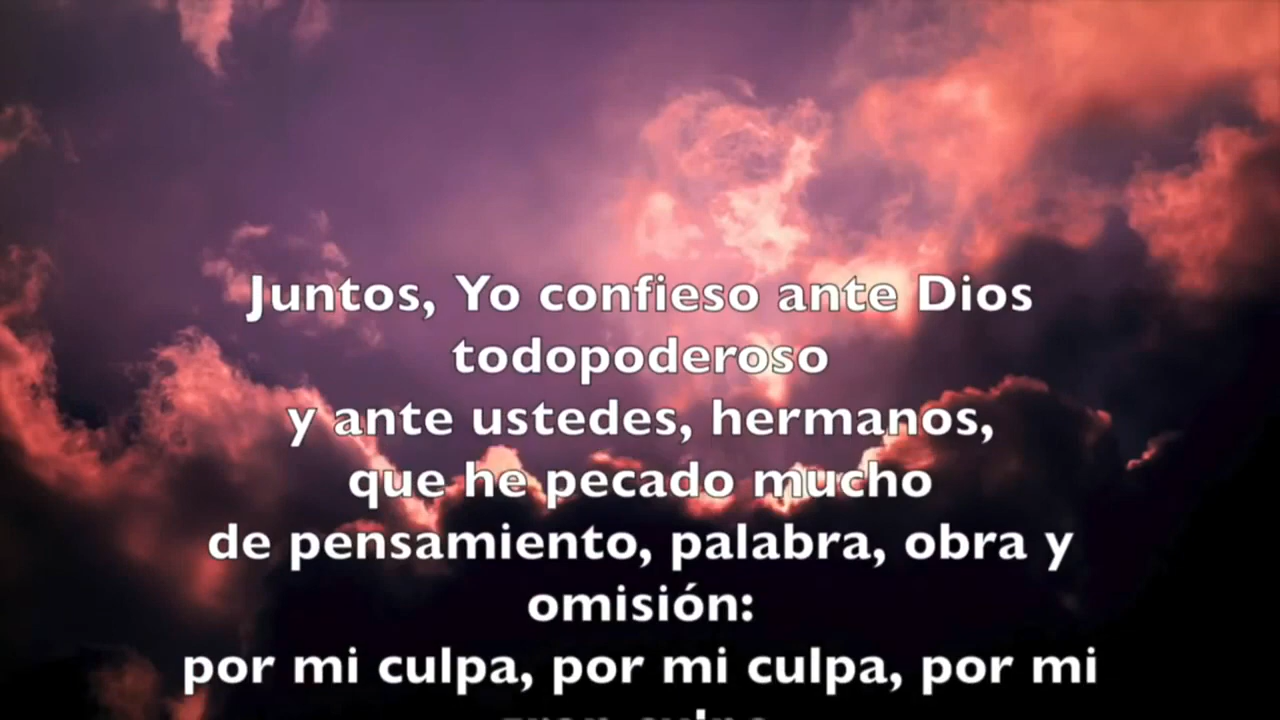 Juntos, Yo confieso ante Dios
todopoderoso
y ante ustedes, hermanos,
que he pecado mucho
de pensamiento, palabra, obra y
omisión:
por mi culpa, por mi culpa, por mi